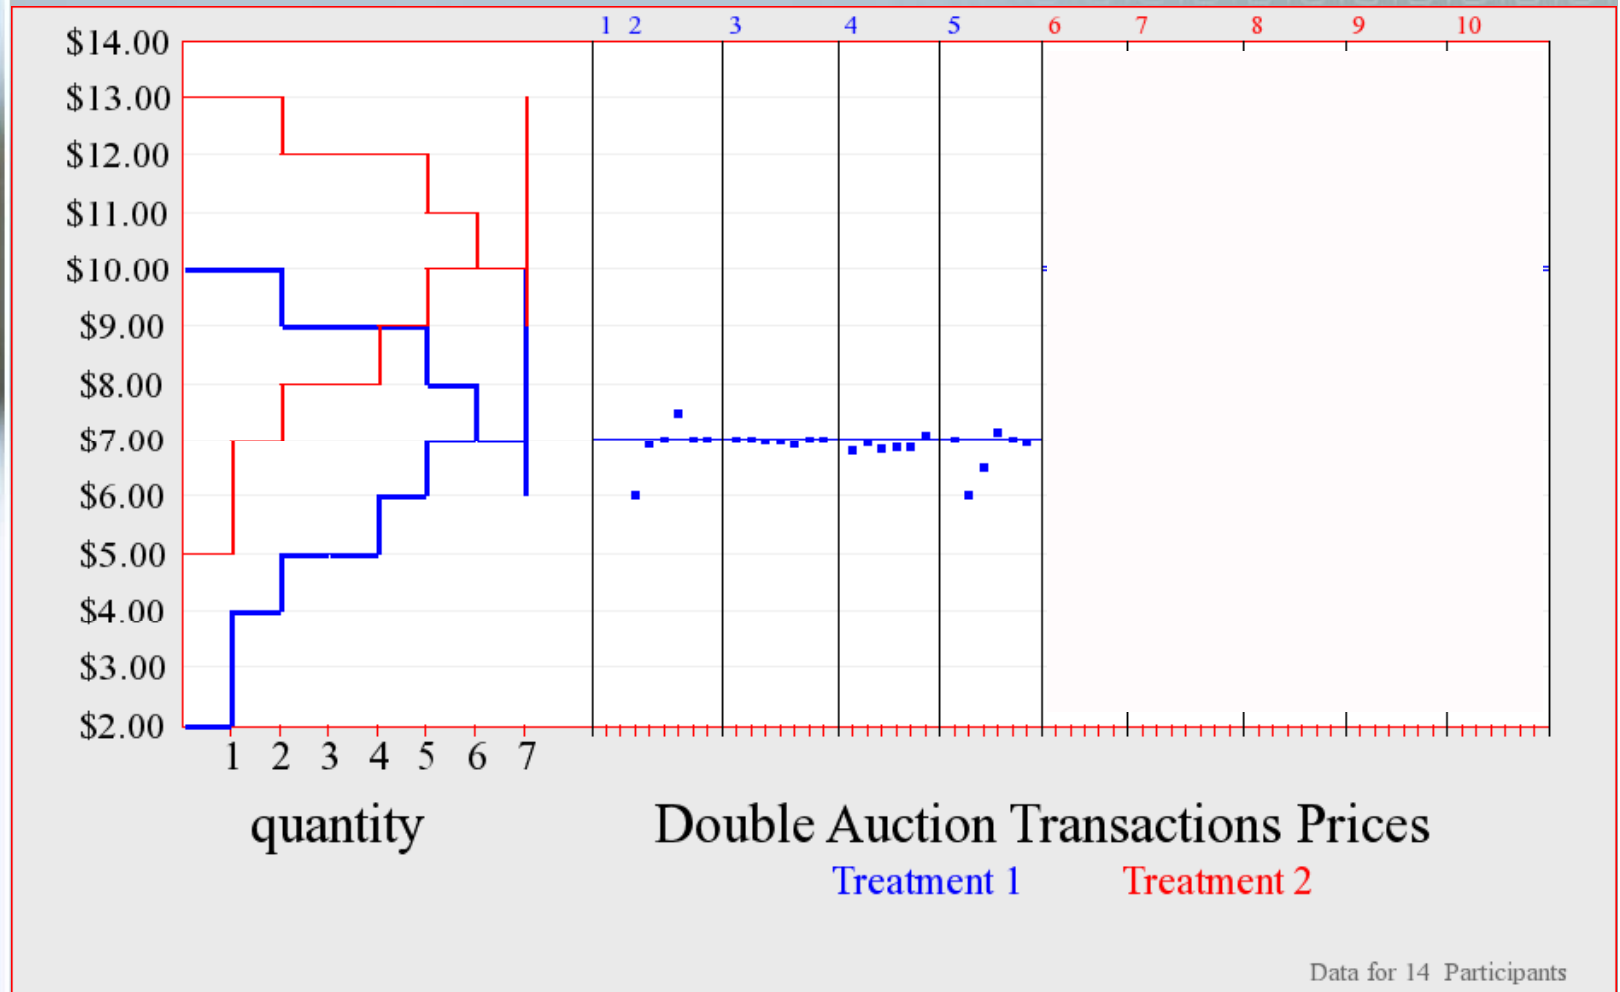 1 2 3 4 5 6 7 8 9 10
$14.00
$13.00
$12.00
$11.00
$10.00
$9.00
$8.00
$7.00
$6.00
$5.00
$4.00
$3.00
$2.00
1 2 3 4 5 6 7
quantity
Double Auction Transactions Prices
Treatment 1 Treatment 2
Data for 14 Participants